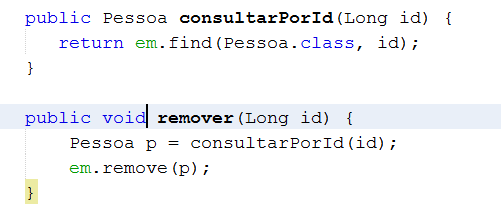 public Pessoa consultarPorId(Long id) {
return em.find(Pessoa.class, id);
}
public void remover(Long id) {
Pessoa p = consultarPorId(id);
em.remove(p);
}